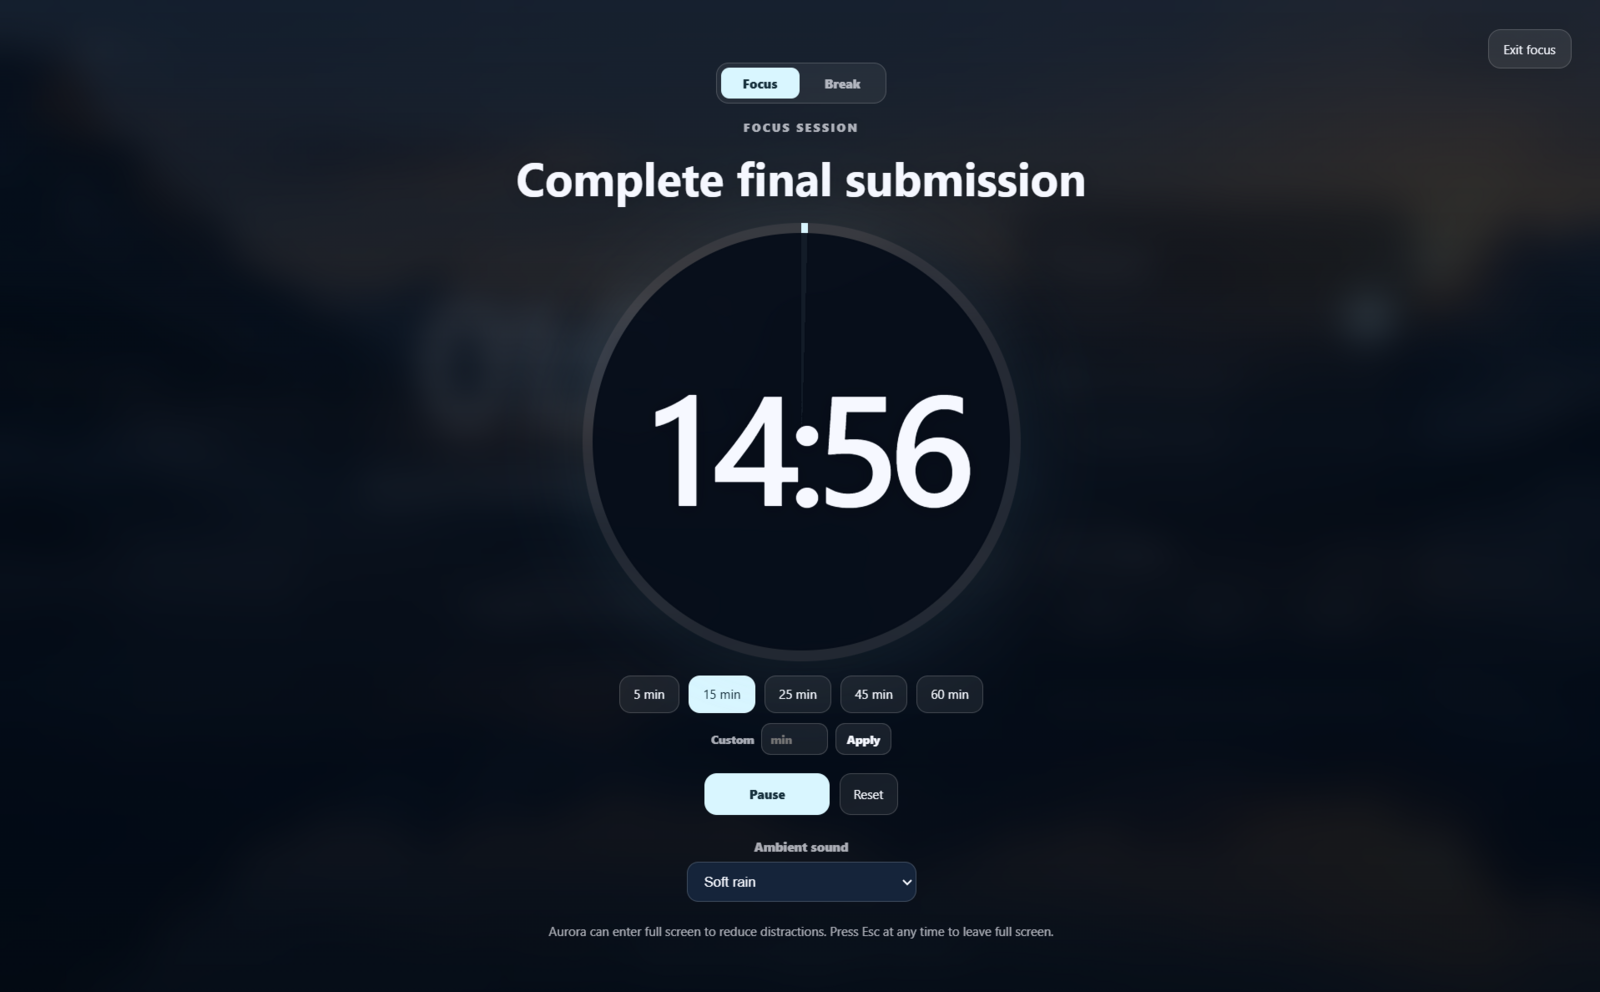 Exit focus
Focus Break
FOCUS SESSION
Complete final submission
14:56
5 min 15 min 25 min 45 min 60 min
Custom min Apply
Pause Reset
Ambient sound
Soft rain
Aurora can enter full screen to reduce distractions. Press Esc at any time to leave full screen.